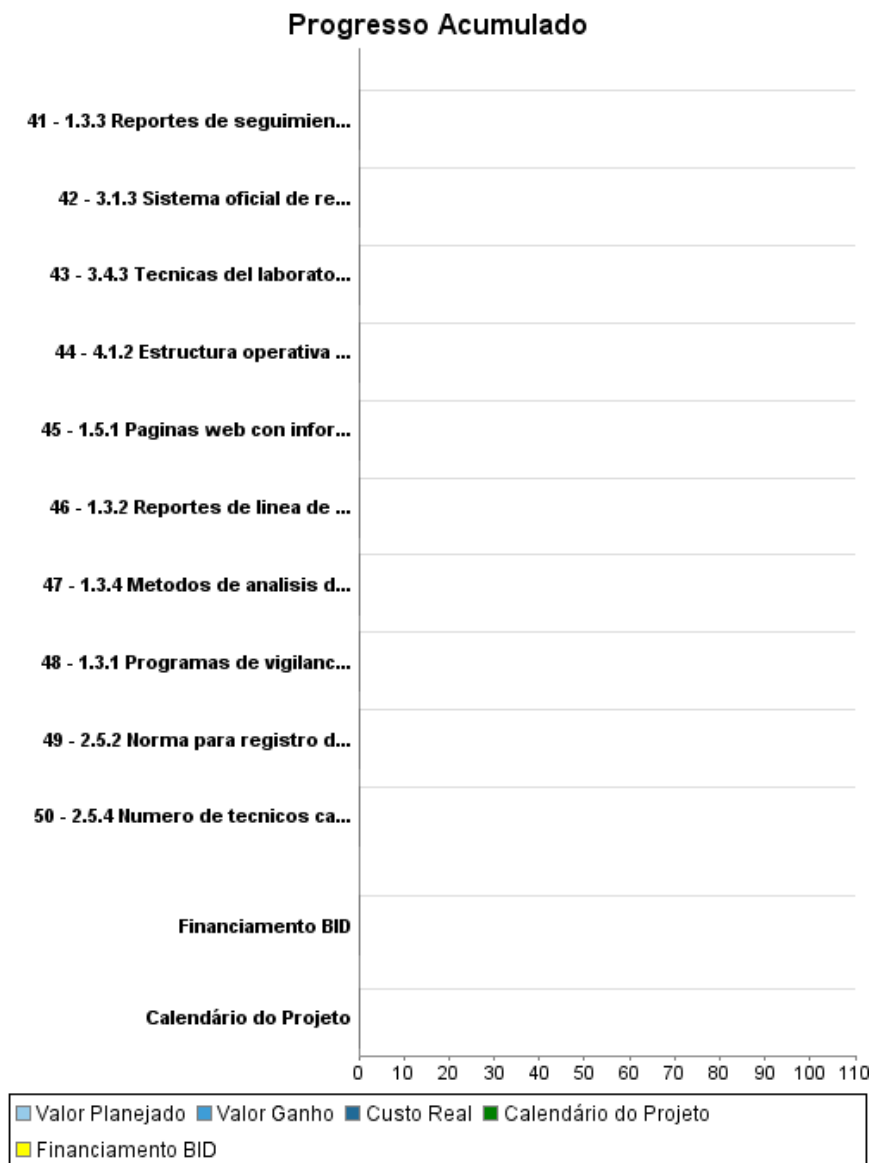 Progresso Acumulado
41 - 1.3.3 Reportes de seguimien...
42 - 3.1.3 Sistema oficial de re...
43 - 3.4.3 Tecnicas del laborato...
44 - 4.1.2 Estructura operativa ...
45 - 1.5.1 Paginas web con infor...
46 - 1.3.2 Reportes de linea de ...
47 - 1.3.4 Metodos de analisis d...
48 - 1.3.1 Programas de vigilanc...
49 - 2.5.2 Norma para registro d...
50 - 2.5.4 Numero de tecnicos ca...
Financiamento BID
Calendário do Projeto
0 10 20 30 40 50 60 70 80 90 100 110
Valor Planejado Valor Ganho Custo Real Calendário do Projeto
Financiamento BID